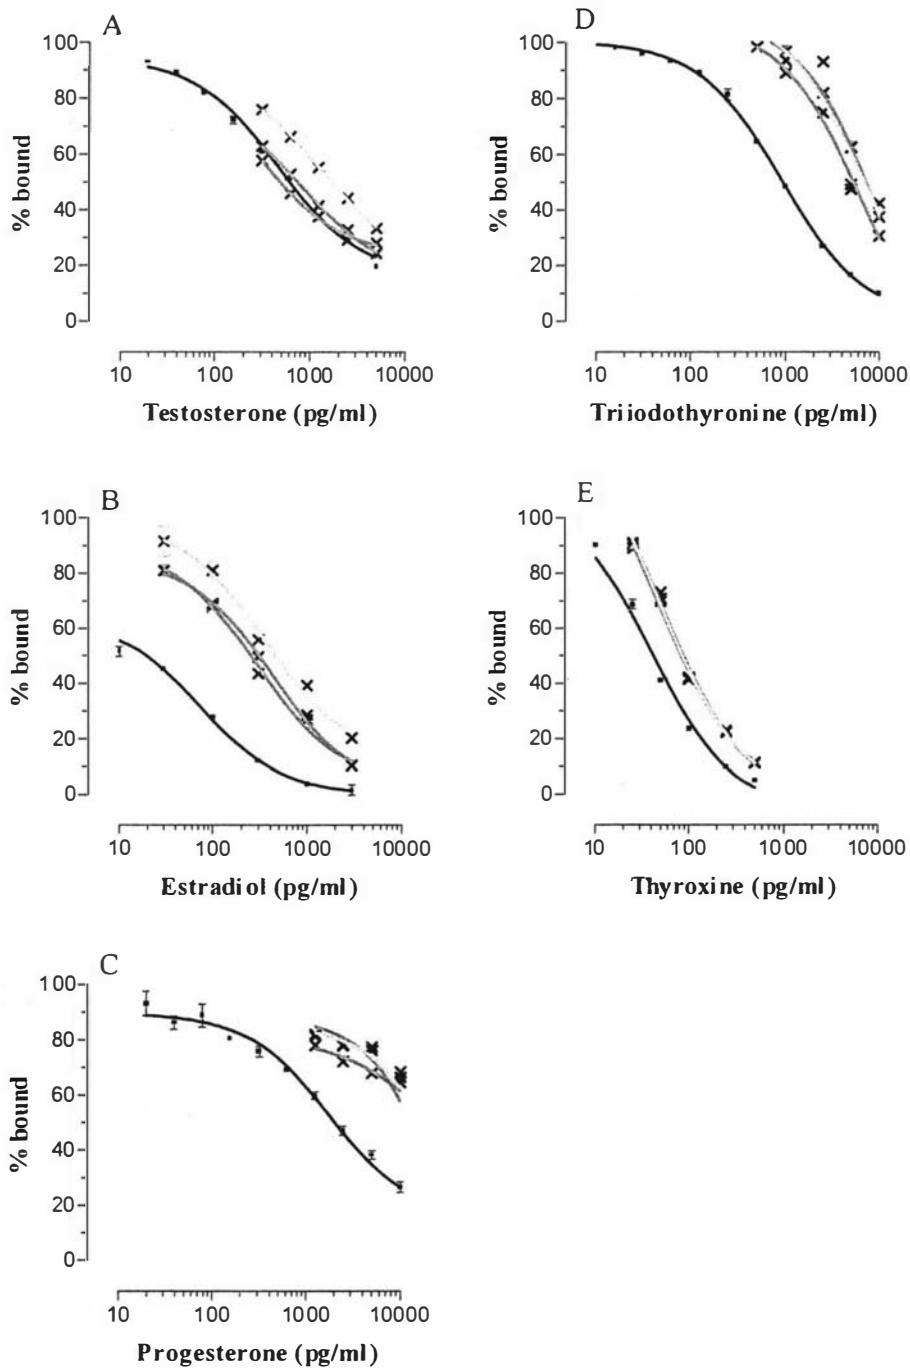 A
100
80
60
40
20
0
% bound
10 100 1000 10000
Testosterone (pg/ml)
D
100
80
60
40
20
0
% bound
10 100 1000 10000
Triiodothyronine (pg/ml)
B
100
80
60
40
20
0
% bound
10 100 1000 10000
Estradiol (pg/ml)
E
100
80
60
40
20
0
% bound
10 100 1000 10000
Thyroxine (pg/ml)
C
100
80
60
40
20
0
% bound
10 100 1000 10000
Progesterone (pg/ml)